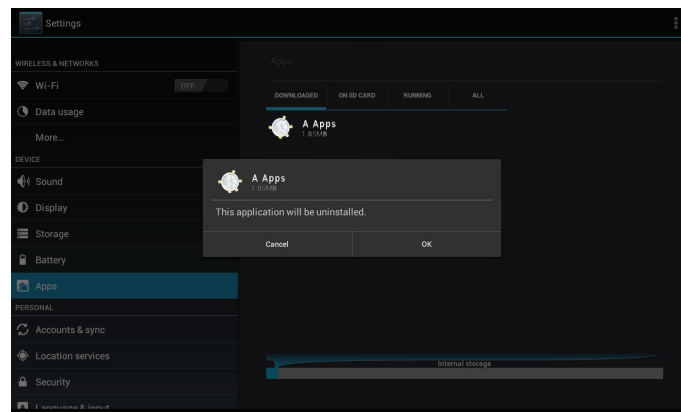 Settings
WIRELESS & NETWORKS
Wi-Fi
OFF
Data usage
More...
DEVICE
Sound
Display
Storage
Battery
Apps
PERSONAL
Accounts & sync
Location services
Security
Language & input
Apps
DOWNLOADED
ON SD CARD
RUNNING
ALL
A Apps
1.05MB
A Apps
1.05MB
This application will be uninstalled.
Cancel
OK
Internal storage